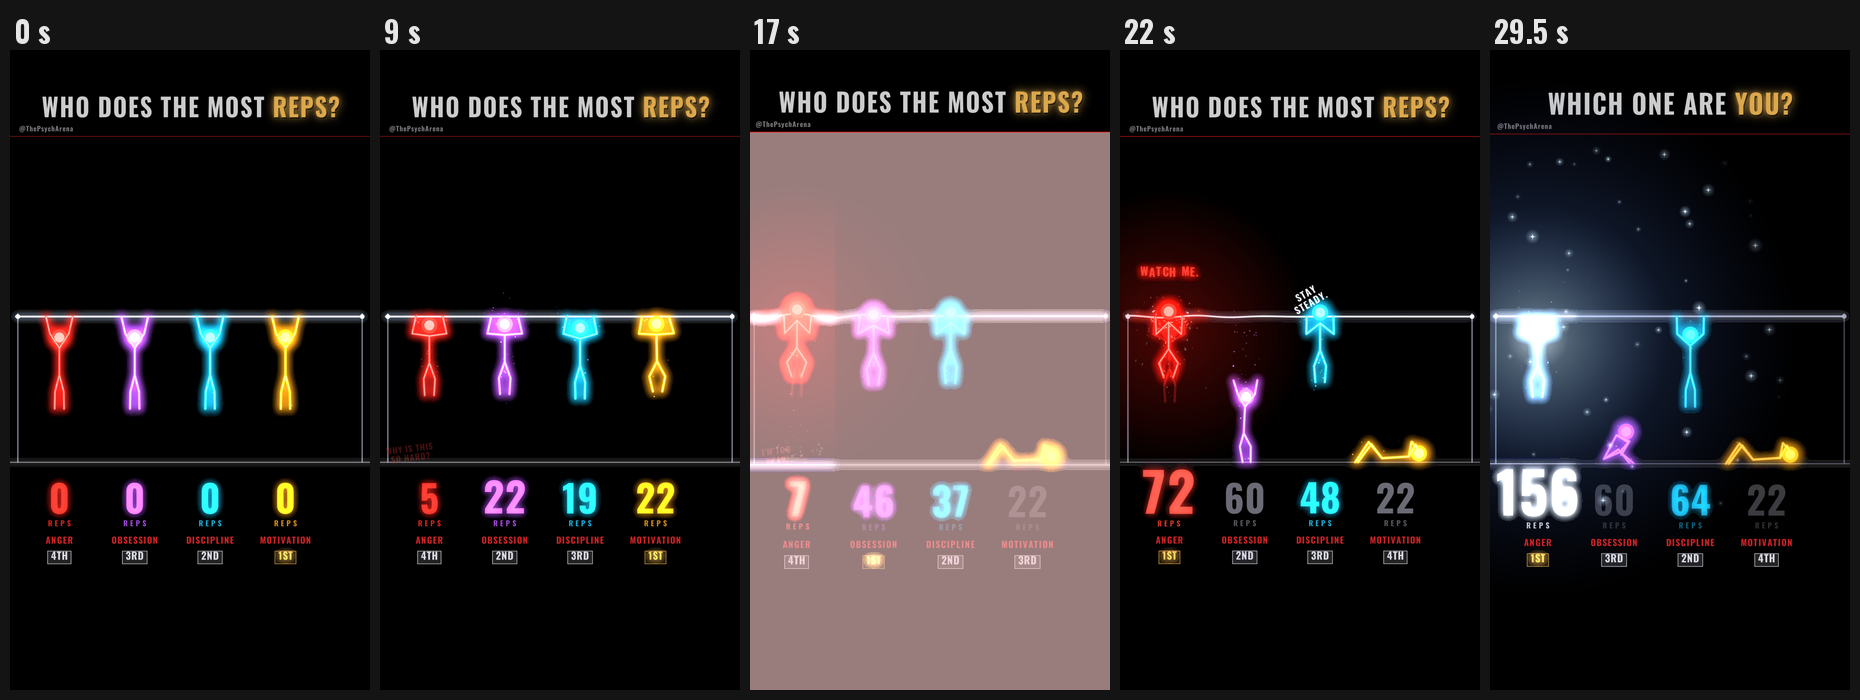 0 s
WHO DOES THE MOST REPS?
@ThePsychArena
0 0 0 0
REPS REPS REPS REPS
ANGER OBSESSION DISCIPLINE MOTIVATION
4TH 3RD 2ND 1ST
9 s
WHO DOES THE MOST REPS?
@ThePsychArena
WHY IS THIS
SO HARD?
5 22 19 22
REPS REPS REPS REPS
ANGER OBSESSION DISCIPLINE MOTIVATION
4TH 2ND 3RD 1ST
17 s
WHO DOES THE MOST REPS?
@ThePsychArena
I'M TOO
7 46 37 22
REPS REPS REPS REPS
ANGER OBSESSION DISCIPLINE MOTIVATION
4TH 1ST 2ND 3RD
22 s
WHO DOES THE MOST REPS?
@ThePsychArena
WATCH ME.
STAY
STEADY.
72 60 48 22
REPS REPS REPS REPS
ANGER OBSESSION DISCIPLINE MOTIVATION
1ST 2ND 3RD 4TH
29.5 s
WHICH ONE ARE YOU?
@ThePsychArena
156 60 64 22
REPS REPS REPS REPS
ANGER OBSESSION DISCIPLINE MOTIVATION
1ST 3RD 2ND 4TH